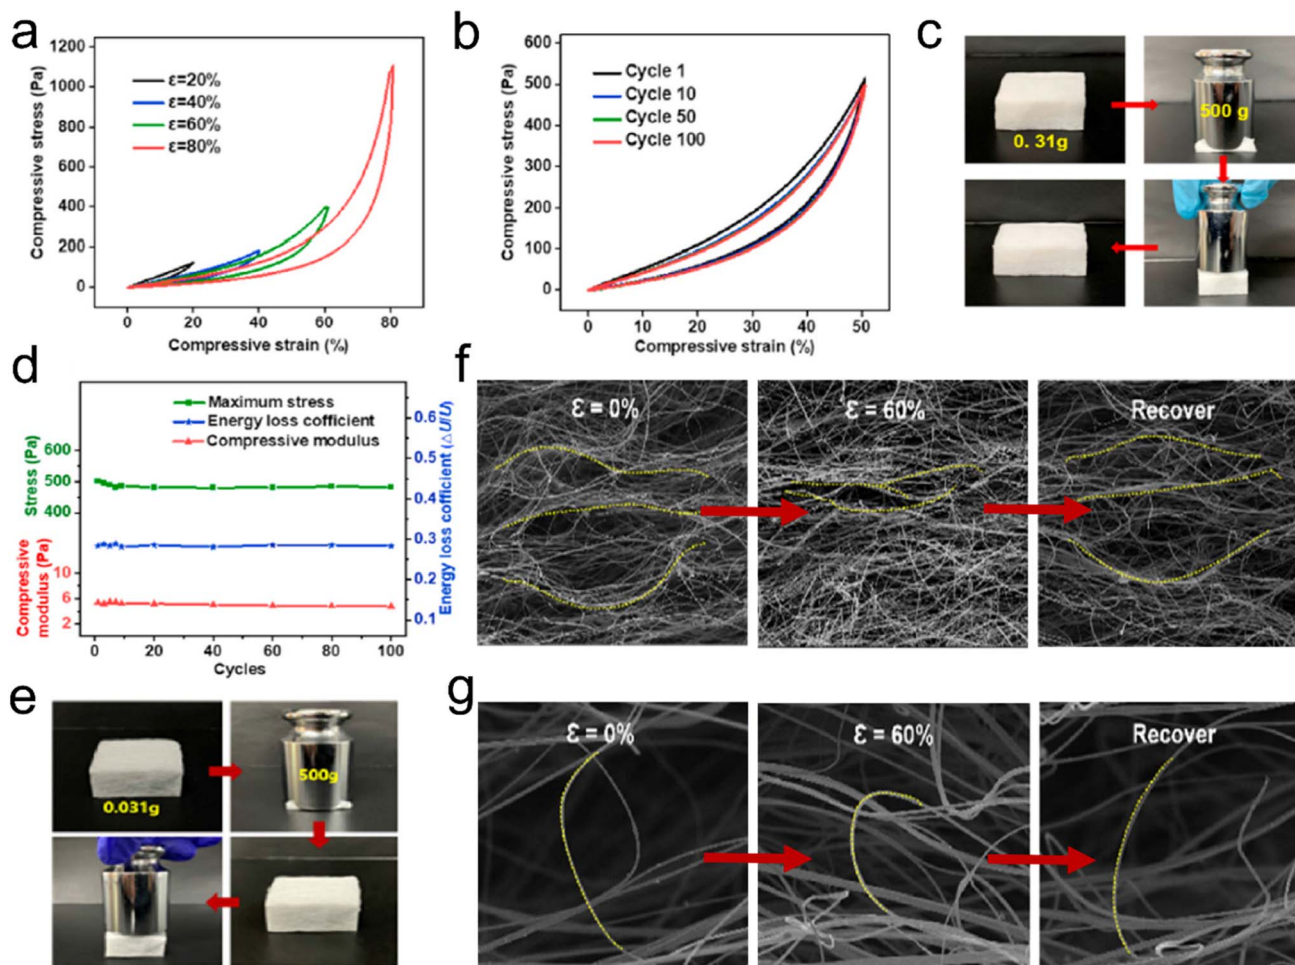 a
1200
1000
800
600
400
200
0
0 20 40 60 80
Compressive stress (Pa)
Compressive strain (%)
ε=20%
ε=40%
ε=60%
ε=80%
b
600
500
400
300
200
100
0
0 10 20 30 40 50
Compressive stress (Pa)
Compressive strain (%)
Cycle 1
Cycle 10
Cycle 50
Cycle 100
c
0. 31g
500 g
d
Maximum stress
Energy loss cofficient
Compressive modulus
Stress (Pa)
600
500
400
Compressive
modulus (Pa)
10
6
2
0 20 40 60 80 100
Cycles
0.6
0.5
0.4
0.3
0.2
0.1
Energy loss cofficient (△U/U)
e
0.031g
500g
f
ε = 0%
ε = 60%
Recover
g
ε = 0%
ε = 60%
Recover